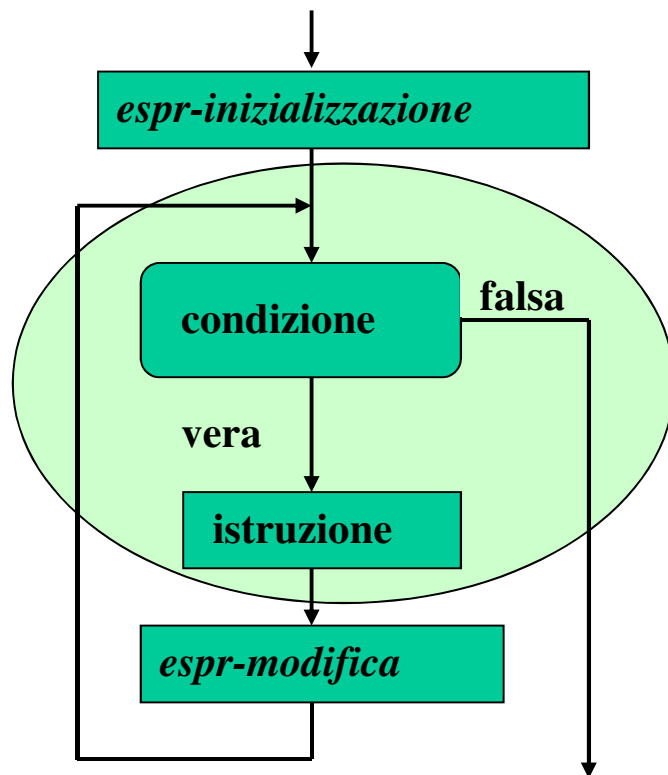 espr-inizializzazione
condizione
falsa
vera
istruzione
espr-modifica